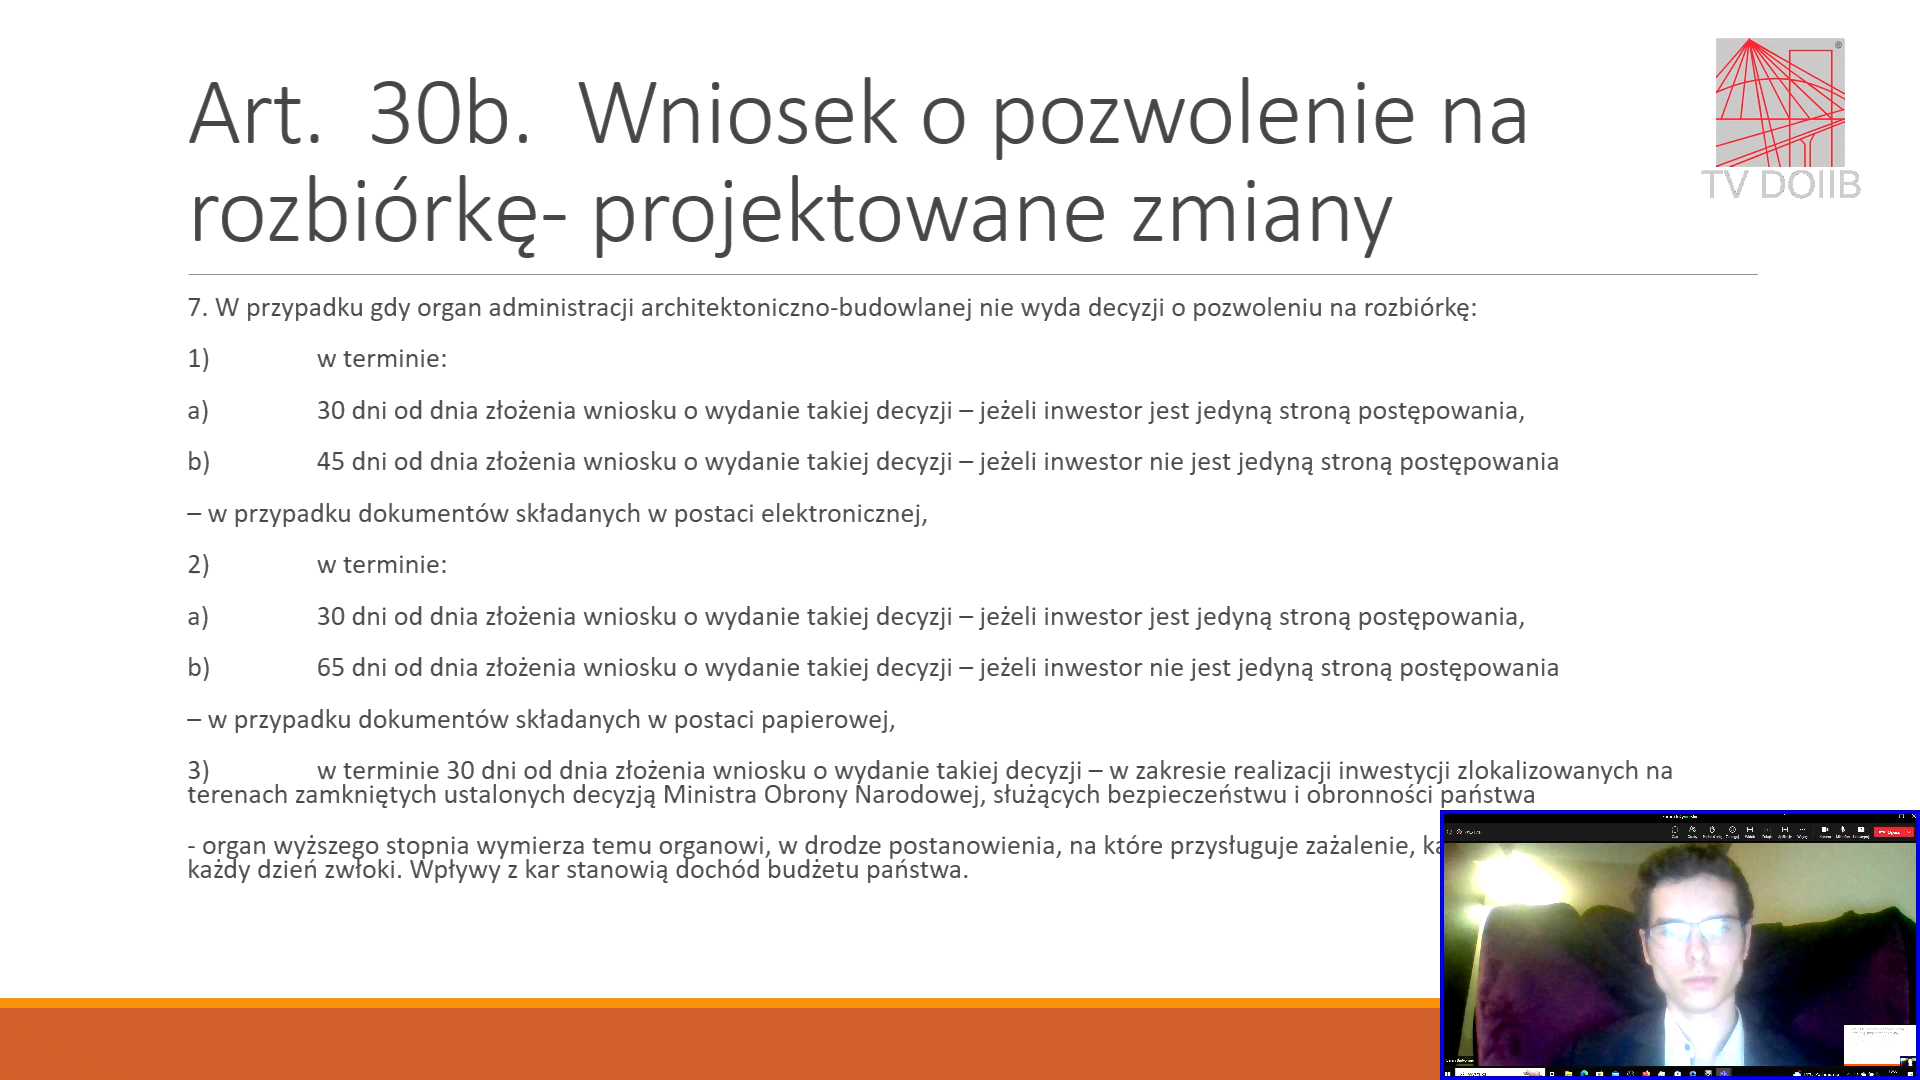 Art. 30b. Wniosek o pozwolenie na
rozbiórkę- projektowane zmiany
®
TV DOIIB
7. W przypadku gdy organ administracji architektoniczno-budowlanej nie wyda decyzji o pozwoleniu na rozbiórkę:
1) w terminie:
a) 30 dni od dnia złożenia wniosku o wydanie takiej decyzji – jeżeli inwestor jest jedyną stroną postępowania,
b) 45 dni od dnia złożenia wniosku o wydanie takiej decyzji – jeżeli inwestor nie jest jedyną stroną postępowania
– w przypadku dokumentów składanych w postaci elektronicznej,
2) w terminie:
a) 30 dni od dnia złożenia wniosku o wydanie takiej decyzji – jeżeli inwestor jest jedyną stroną postępowania,
b) 65 dni od dnia złożenia wniosku o wydanie takiej decyzji – jeżeli inwestor nie jest jedyną stroną postępowania
– w przypadku dokumentów składanych w postaci papierowej,
3) w terminie 30 dni od dnia złożenia wniosku o wydanie takiej decyzji – w zakresie realizacji inwestycji zlokalizowanych na
terenach zamkniętych ustalonych decyzją Ministra Obrony Narodowej, służących bezpieczeństwu i obronności państwa
- organ wyższego stopnia wymierza temu organowi, w drodze postanowienia, na które przysługuje zażalenie,
każdy dzień zwłoki. Wpływy z kar stanowią dochód budżetu państwa.